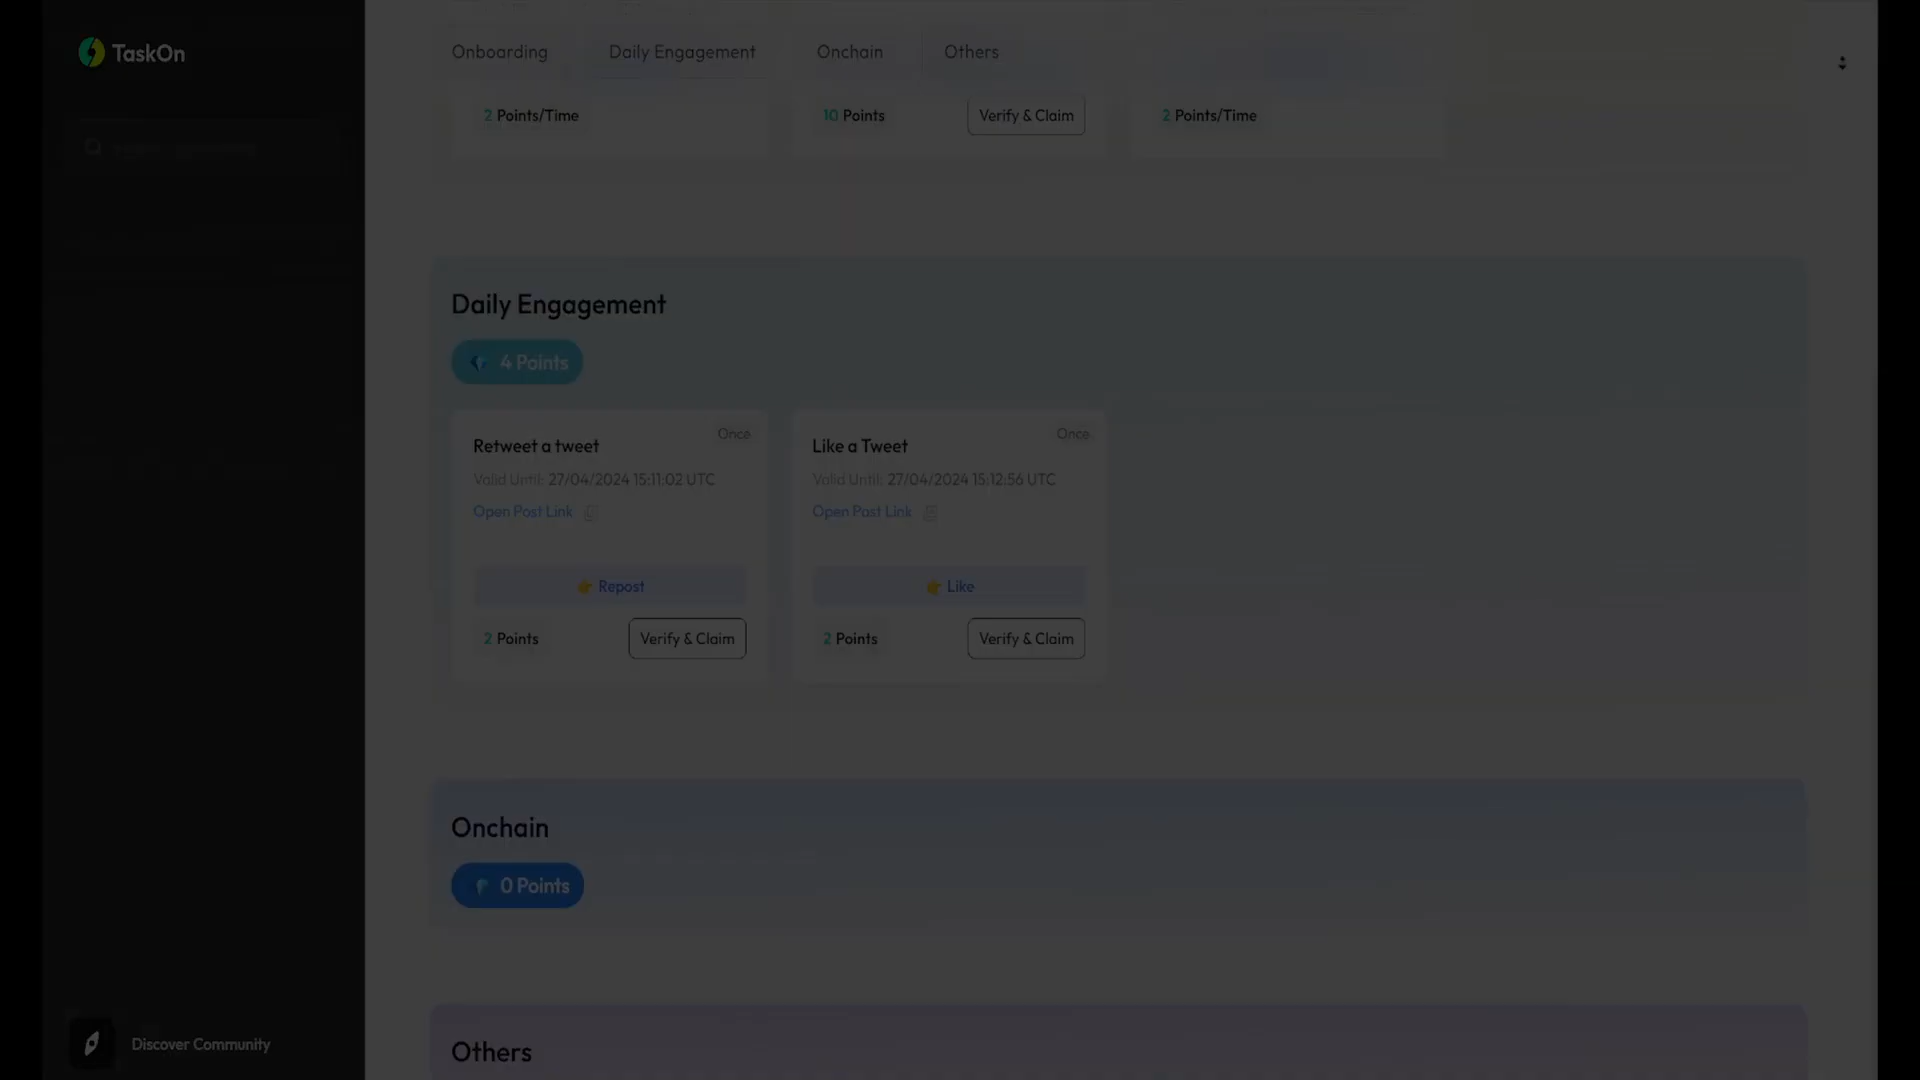 TaskOn
Onboarding
Daily Engagement
Onchain
Others
2 Points/Time
10 Points
Verify & Claim
2 Points/Time
Daily Engagement
4 Points
Once
Retweet a tweet
Valid Until: 27/04/2024 15:11:02 UTC
Open Post Link
Repost
2 Points
Verify & Claim
Once
Like a Tweet
Valid Until: 27/04/2024 15:12:56 UTC
Open Post Link
Like
2 Points
Verify & Claim
Onchain
0 Points
Others
Discover Community